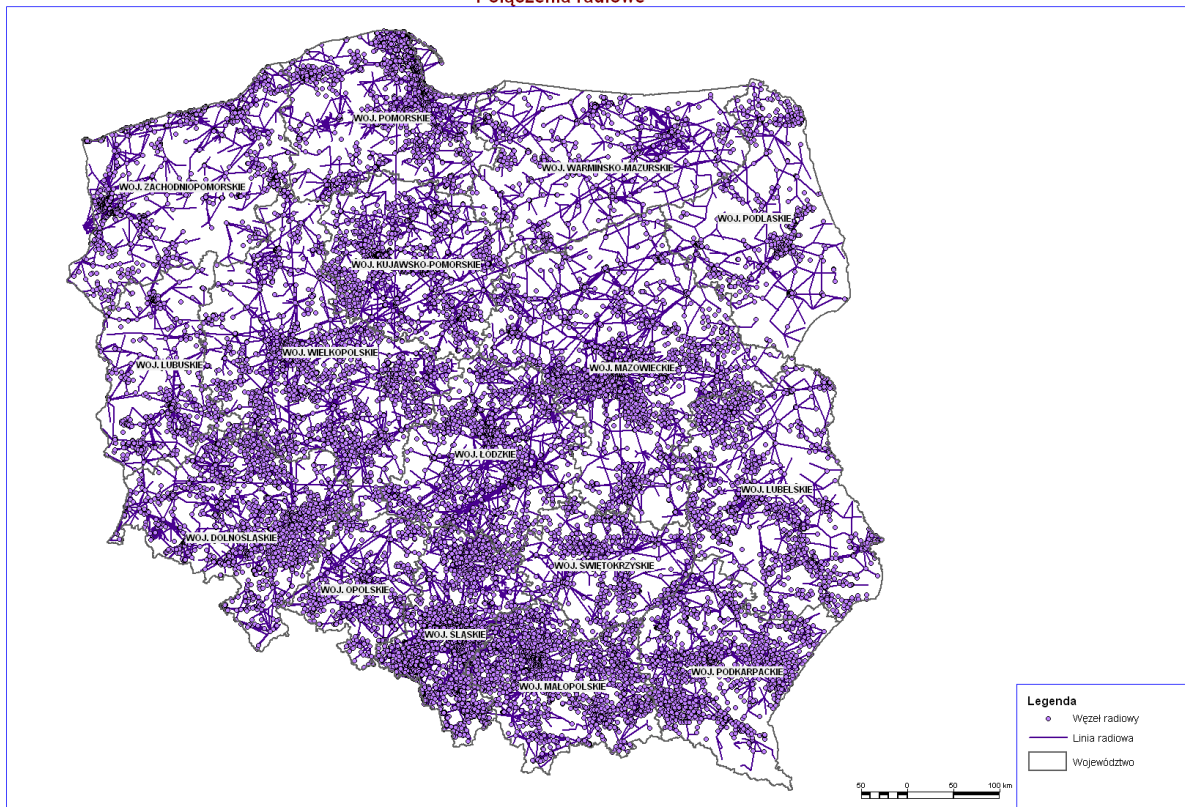 Połączenia radiowe
WOJ. POMORSKIE
WOJ. WARMIŃSKO-MAZURSKIE
WOJ. ZACHODNIOPOMORSKIE
WOJ. PODLASKIE
WOJ. KUJAWSKO-POMORSKIE
WOJ. WIELKOPOLSKIE
WOJ. LUBUSKIE
WOJ. MAZOWIECKIE
WOJ. ŁÓDZKIE
WOJ. LUBELSKIE
WOJ. DOLNOŚLĄSKIE
WOJ. ŚWIĘTOKRZYSKIE
WOJ. OPOLSKIE
WOJ. ŚLĄSKIE
WOJ. PODKARPACKIE
WOJ. MAŁOPOLSKIE
Legenda
Węzeł radiowy
Linia radiowa
Województwo
50 0 50 100 km